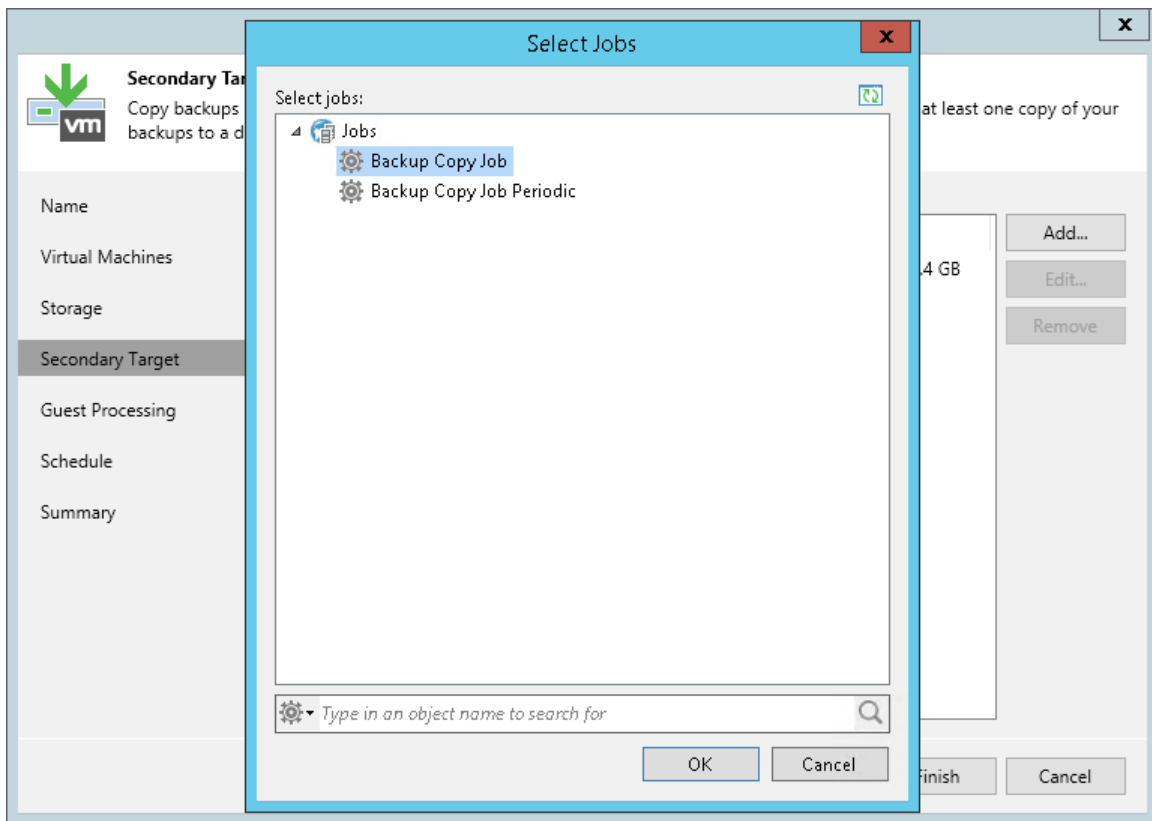 x
Select Jobs
x
Secondary Tar
Copy backups
backups to a d
at least one copy of your
vm
Select jobs:
Jobs
Backup Copy Job
Backup Copy Job Periodic
Name
Virtual Machines
Storage
Secondary Target
Guest Processing
Schedule
Summary
.4 GB
Add...
Edit...
Remove
Type in an object name to search for
OK
Cancel
Finish
Cancel